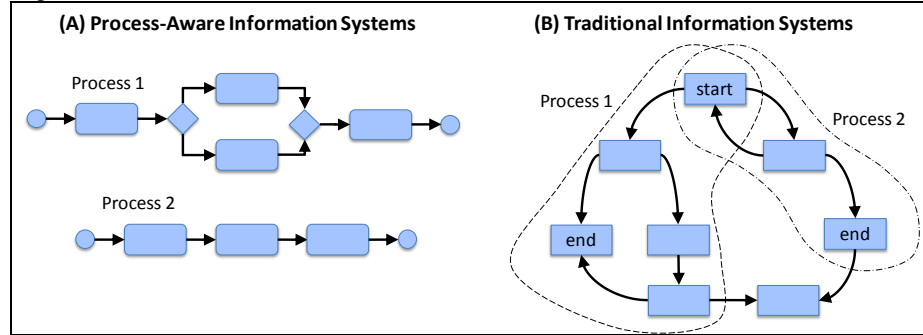 (A) Process-Aware Information Systems
(B) Traditional Information Systems
Process 1
Process 2
Process 1
start
Process 2
end
end